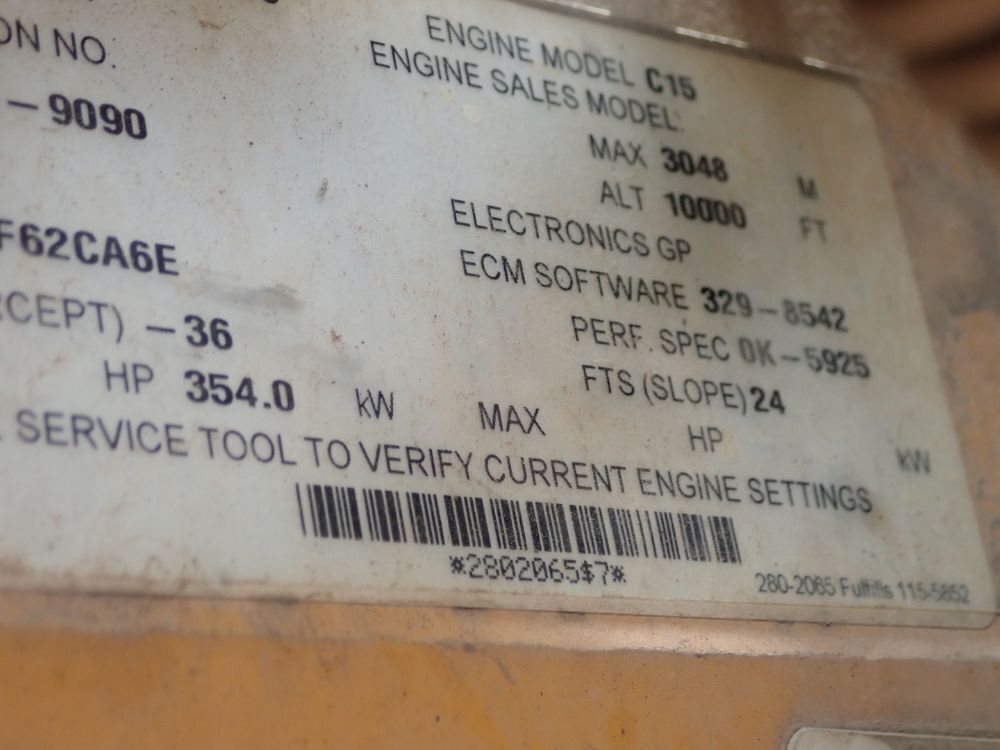 ON NO.
ENGINE MODEL C15
ENGINE SALES MODEL
-9090
MAX 3048 M
ALT 10000 FT
ELECTRONICS GP
F62CA6E
ECM SOFTWARE 329-8542
CEPT) -36
PERF. SPEC 0K-5925
HP 354.0 kW
FTS (SLOPE) 24
MAX HP kW
SERVICE TOOL TO VERIFY CURRENT ENGINE SETTINGS
*2802065$7*
280-2065 Fulfills 115-5852